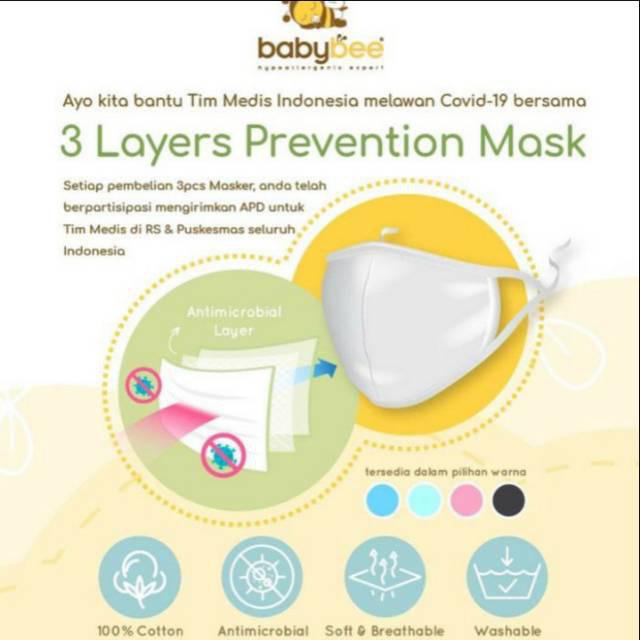 babybee
hypoallergenic expert
Ayo kita bantu Tim Medis Indonesia melawan Covid-19 bersama
3 Layers Prevention Mask
Setiap pembelian 3pcs Masker, anda telah
berpartisipasi mengirimkan APD untuk
Tim Medis di RS & Puskesmas seluruh
Indonesia
Antimicrobial
Layer
tersedia dalam pilihan warna
100% Cotton
Antimicrobial
Soft & Breathable
Washable